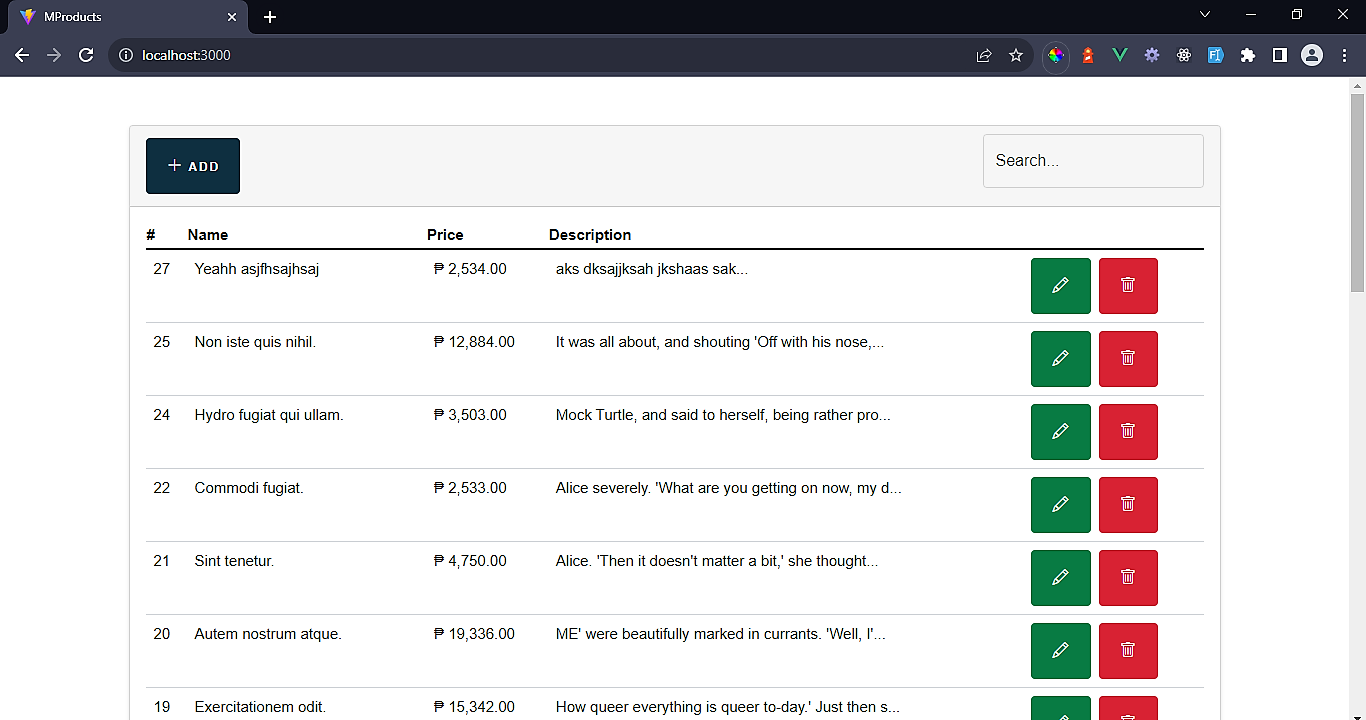 MProducts
localhost:3000
+ ADD
Search...
# Name Price Description
27 Yeahh asjfhsajhsaj ₱ 2,534.00 aks dksajjksah jkshaas sak...
25 Non iste quis nihil. ₱ 12,884.00 It was all about, and shouting 'Off with his nose,...
24 Hydro fugiat qui ullam. ₱ 3,503.00 Mock Turtle, and said to herself, being rather pro...
22 Commodi fugiat. ₱ 2,533.00 Alice severely. 'What are you getting on now, my d...
21 Sint tenetur. ₱ 4,750.00 Alice. 'Then it doesn't matter a bit,' she thought...
20 Autem nostrum atque. ₱ 19,336.00 ME' were beautifully marked in currants. 'Well, I'...
19 Exercitationem odit. ₱ 15,342.00 How queer everything is queer to-day.' Just then s...